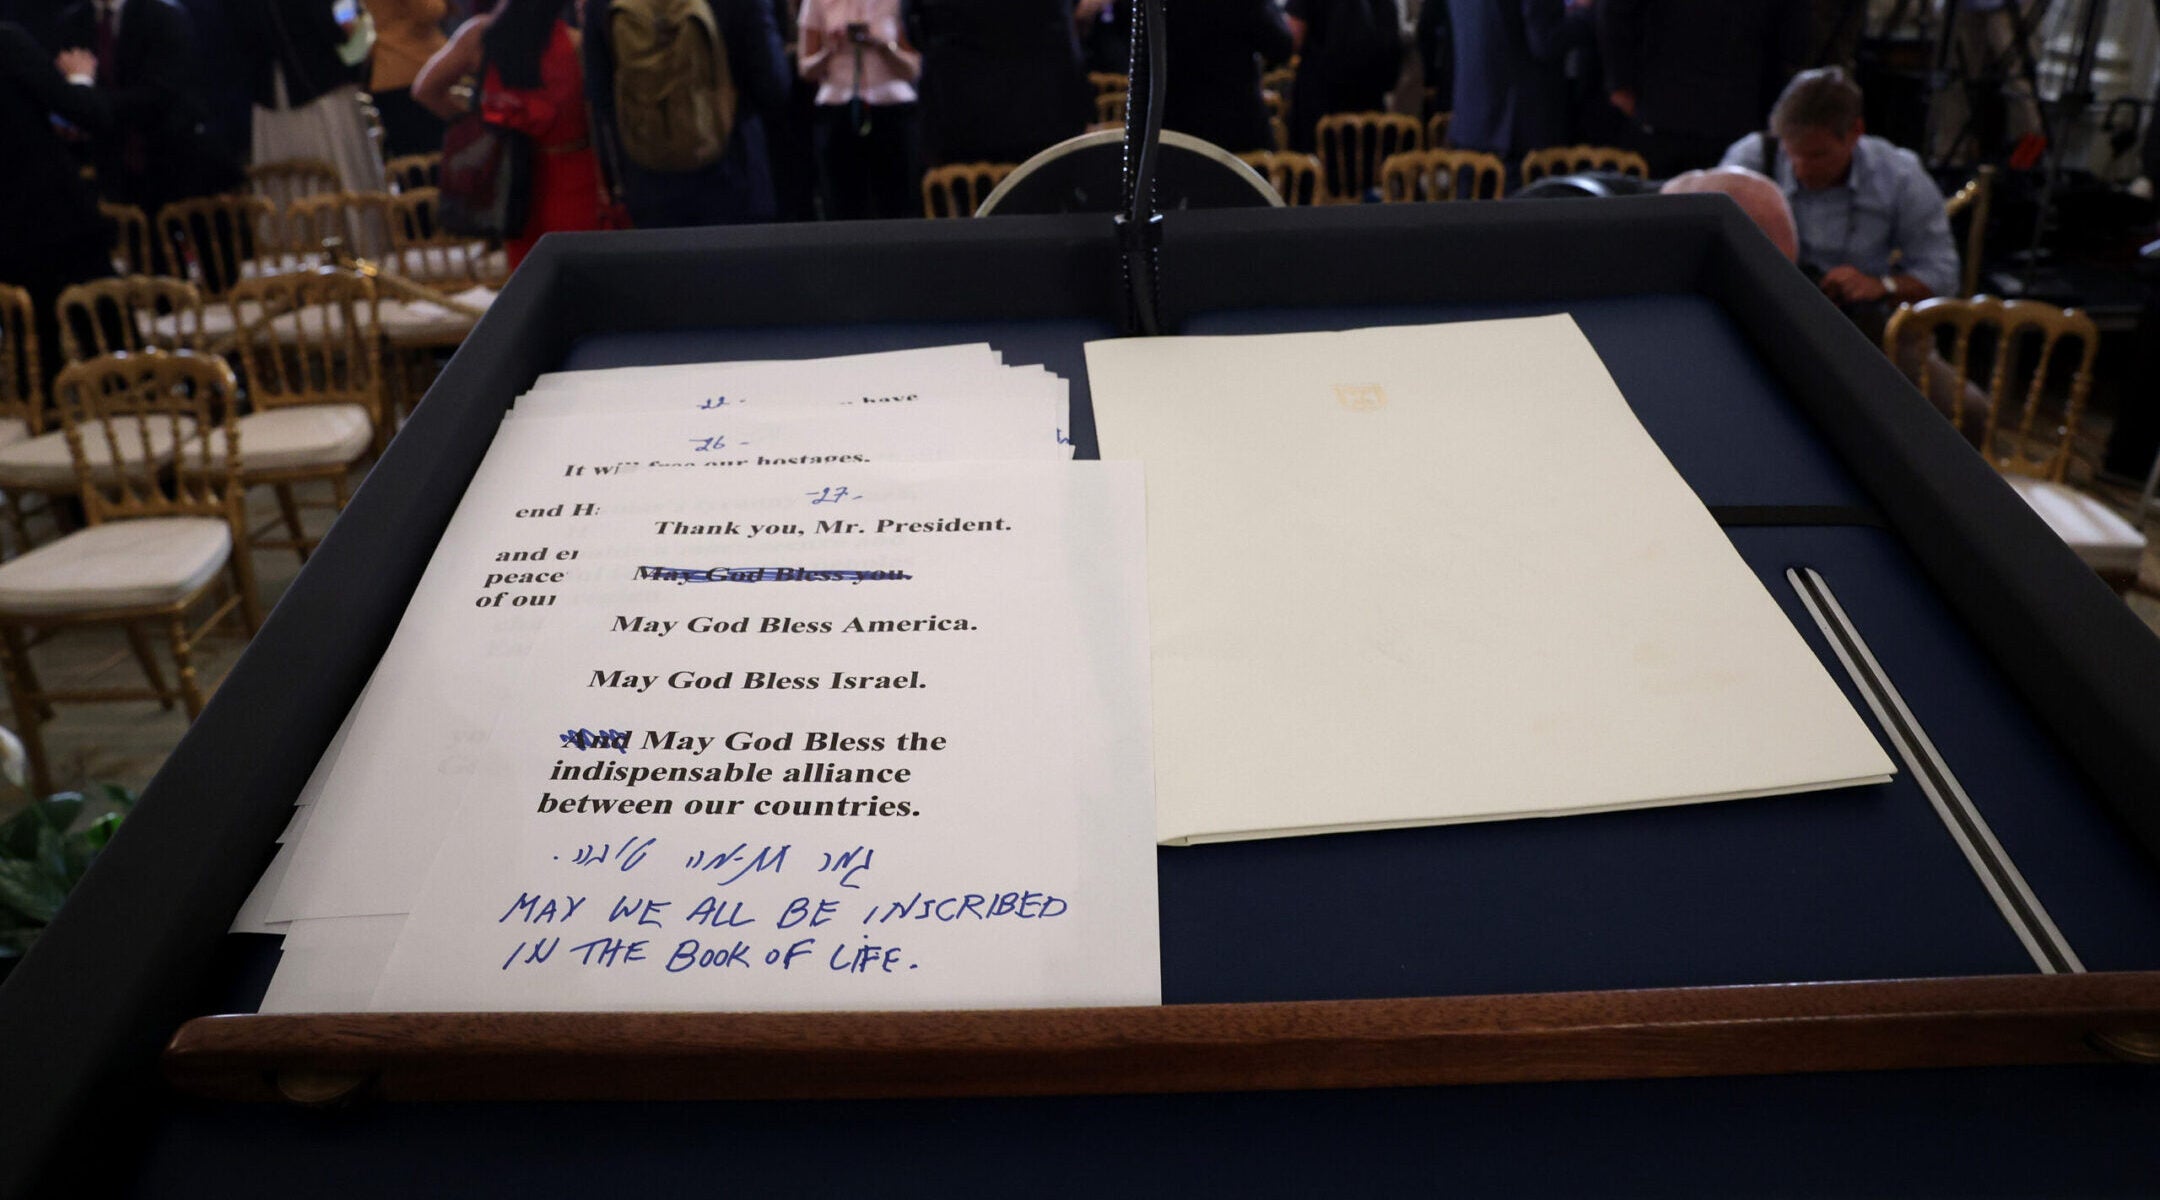 -22-
have
-26-
It will free our hostages.
end
and
peace
of our
-27-
Thank you, Mr. President.
May God Bless you.
May God Bless America.
May God Bless Israel.
And May God Bless the
indispensable alliance
between our countries.
גמר חתימה טובה.
MAY WE ALL BE INSCRIBED
IN THE BOOK OF LIFE.